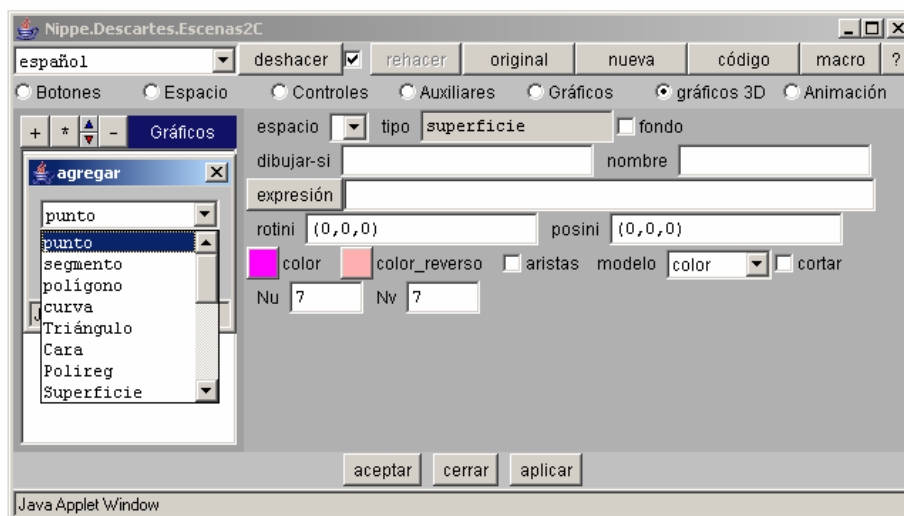 Nippe.Descartes.Escenas2C
español deshacer rehacer original nueva código macro ?
Botones Espacio Controles Auxiliares Gráficos gráficos 3D Animación
+ * - Gráficos espacio tipo superficie fondo
dibujar-si nombre
agregar
expresión
punto
rotini (0,0,0) posini (0,0,0)
punto
segmento
polígono
curva
Triángulo
Cara
Polireg
Superficie
color color_reverso aristas modelo color cortar
Nu 7 Nv 7
aceptar cerrar aplicar
Java Applet Window